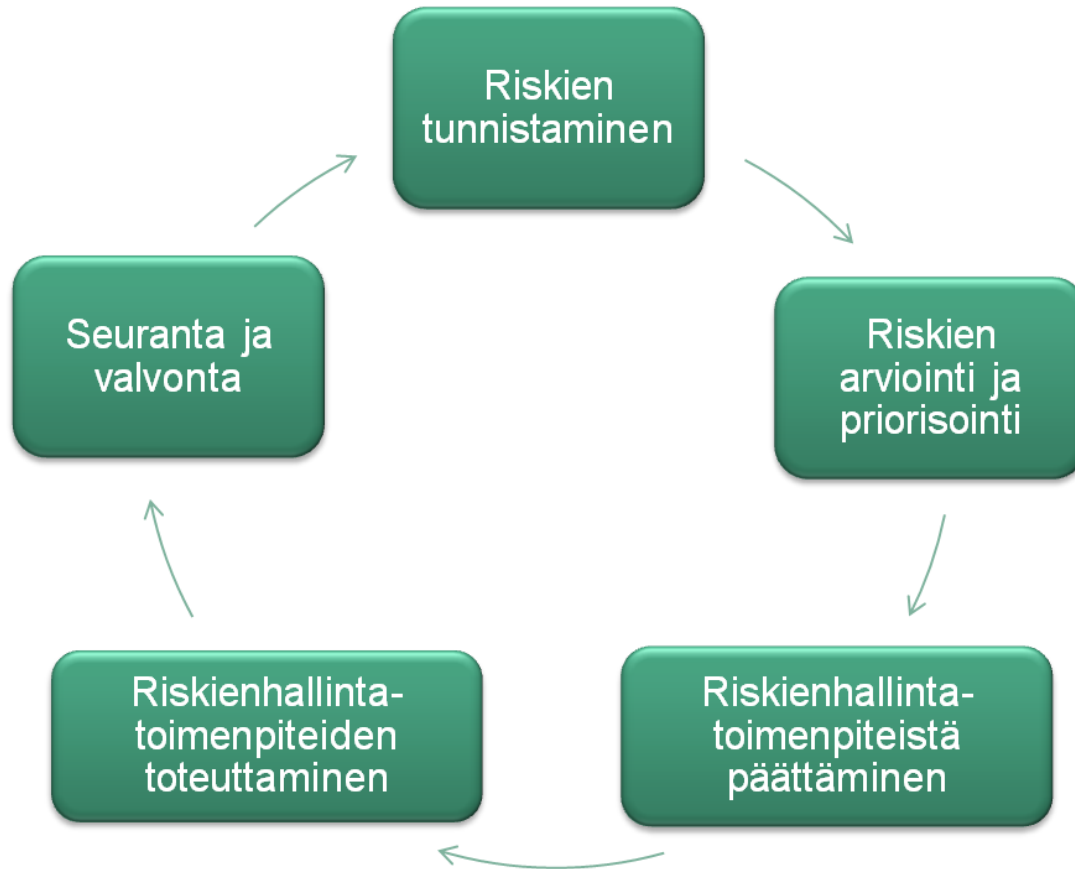 Riskien
tunnistaminen
Riskien
arviointi ja
priorisointi
Riskienhallinta-
toimenpiteistä
päättäminen
Riskienhallinta-
toimenpiteiden
toteuttaminen
Seuranta ja
valvonta